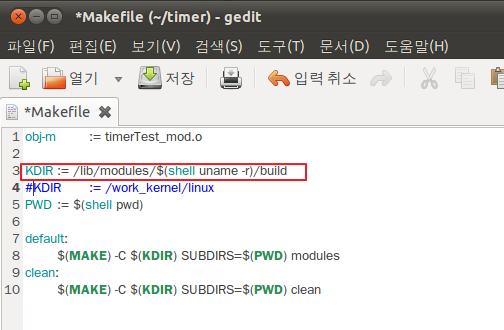 *Makefile (~/timer) - gedit
파일(F) 편집(E) 보기(V) 검색(S) 도구(T) 문서(D) 도움말(H)
열기 저장 입력 취소
*Makefile
1 obj-m := timerTest_mod.o
2
3 KDIR := /lib/modules/$(shell uname -r)/build
4 #KDIR := /work_kernel/linux
5 PWD := $(shell pwd)
6
7 default:
8 $(MAKE) -C $(KDIR) SUBDIRS=$(PWD) modules
9 clean:
10 $(MAKE) -C $(KDIR) SUBDIRS=$(PWD) clean